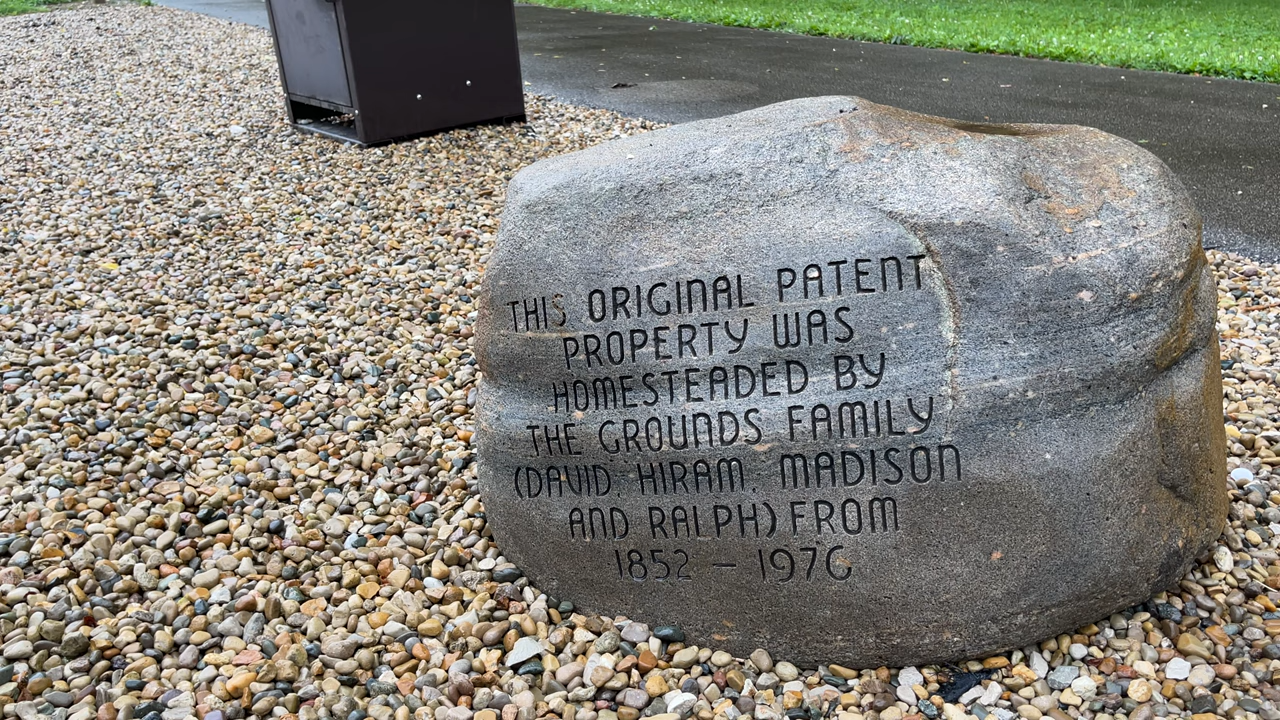 THIS ORIGINAL PATENT
PROPERTY WAS
HOMESTEADED BY
THE GROUNDS FAMILY
(DAVID, HIRAM, MADISON
AND RALPH) FROM
1852 – 1976